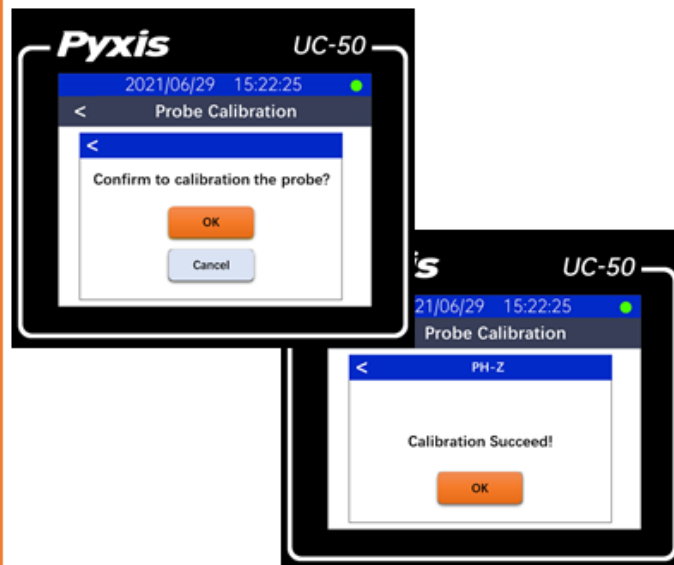 Pyxis UC-50
2021/06/29 15:22:25
< Probe Calibration
<
Confirm to calibration the probe?
OK
Cancel
is UC-50
21/06/29 15:22:25
Probe Calibration
< PH-Z
Calibration Succeed!
OK